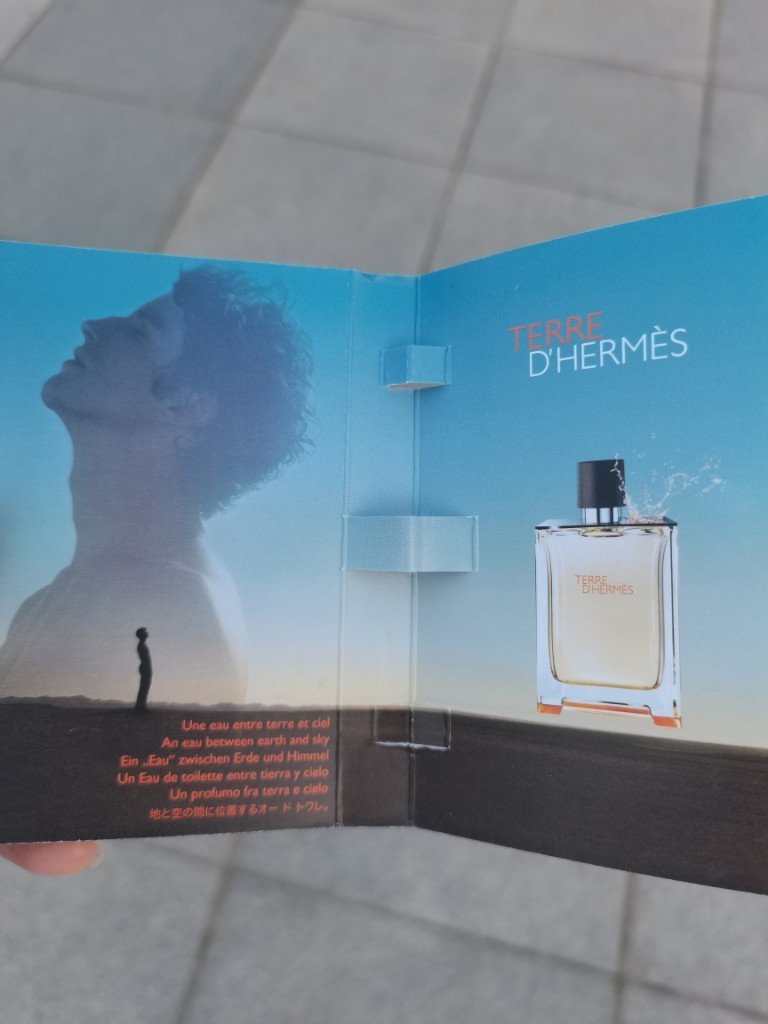 Une eau entre terre et ciel
An eau between earth and sky
Ein „Eau“ zwischen Erde und Himmel
Un Eau de toilette entre tierra y cielo
Un profumo fra terra e cielo
地と空の間に位置するオー ド トワレ。
TERRE
D'HERMÈS
TERRE
D'HERMÈS